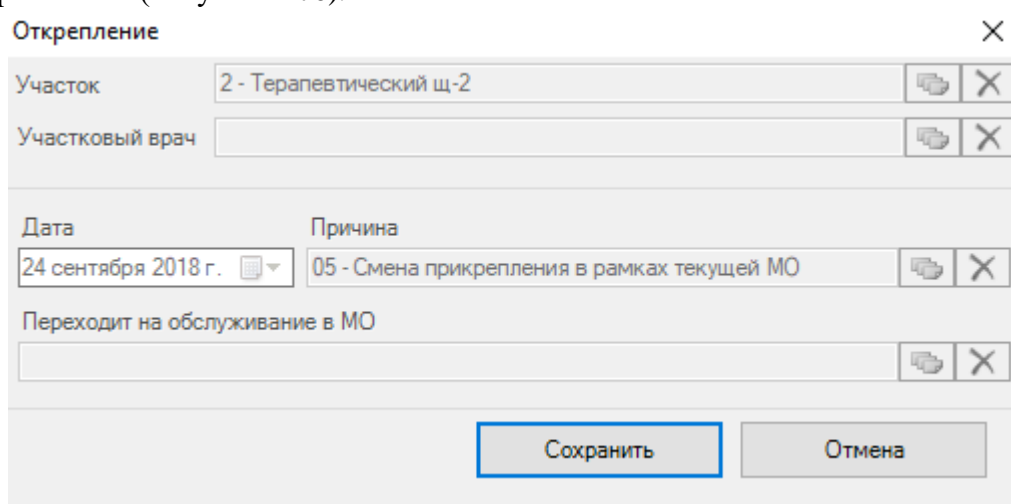 Открепление
Участок 2 - Терапевтический щ-2
Участковый врач
Дата Причина
24 сентября 2018 г. 05 - Смена прикрепления в рамках текущей МО
Переходит на обслуживание в МО
Сохранить Отмена